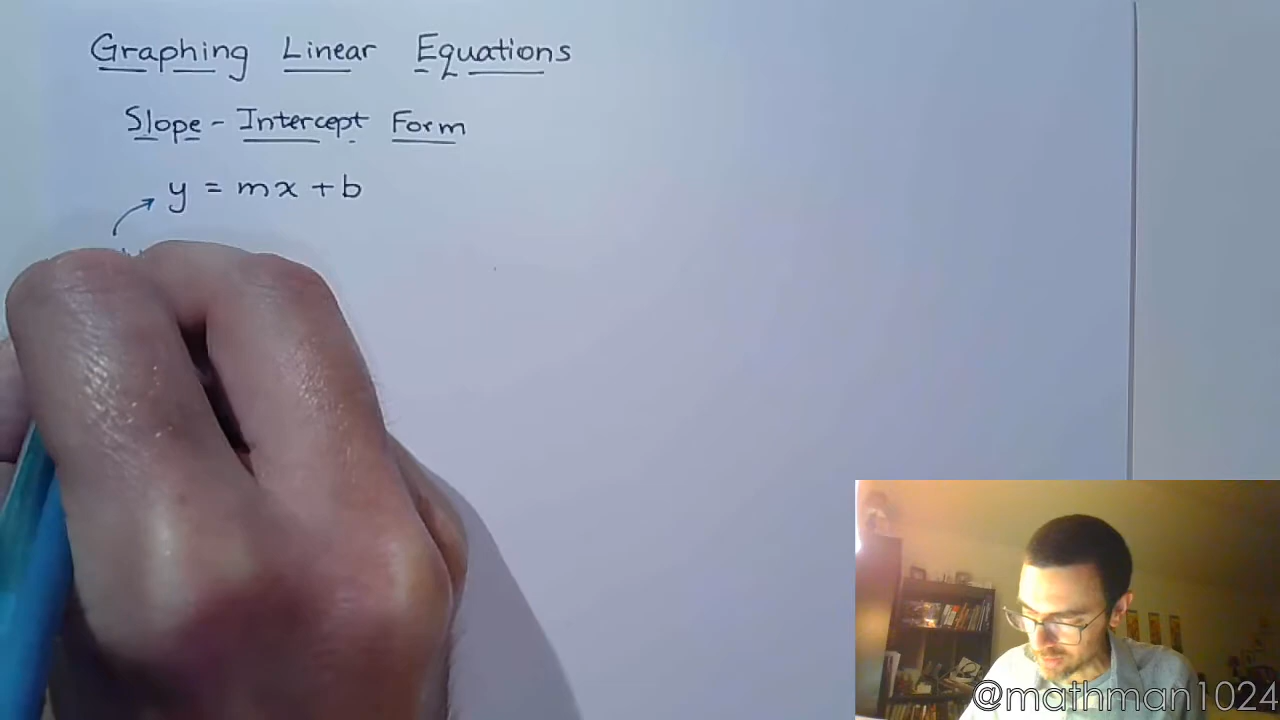 Graphing Linear Equations
Slope - Intercept Form
y = mx + b
@mathman1024